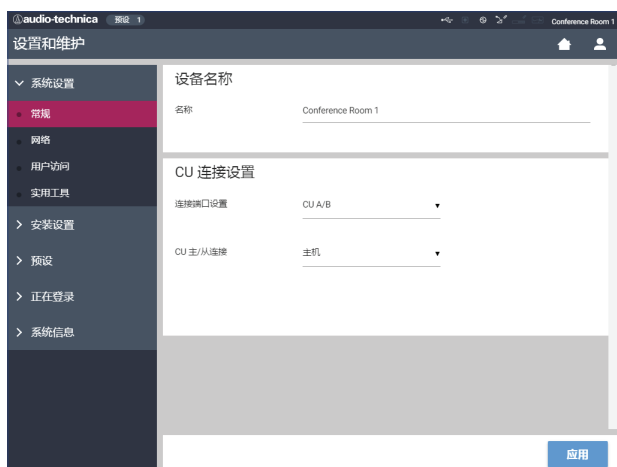 audio-technica 预设 1 Conference Room 1
设置和维护
系统设置
常规
网络
用户访问
实用工具
安装设置
预设
正在登录
系统信息
设备名称
名称 Conference Room 1
CU 连接设置
连接端口设置 CU A/B
CU 主/从连接 主机
应用